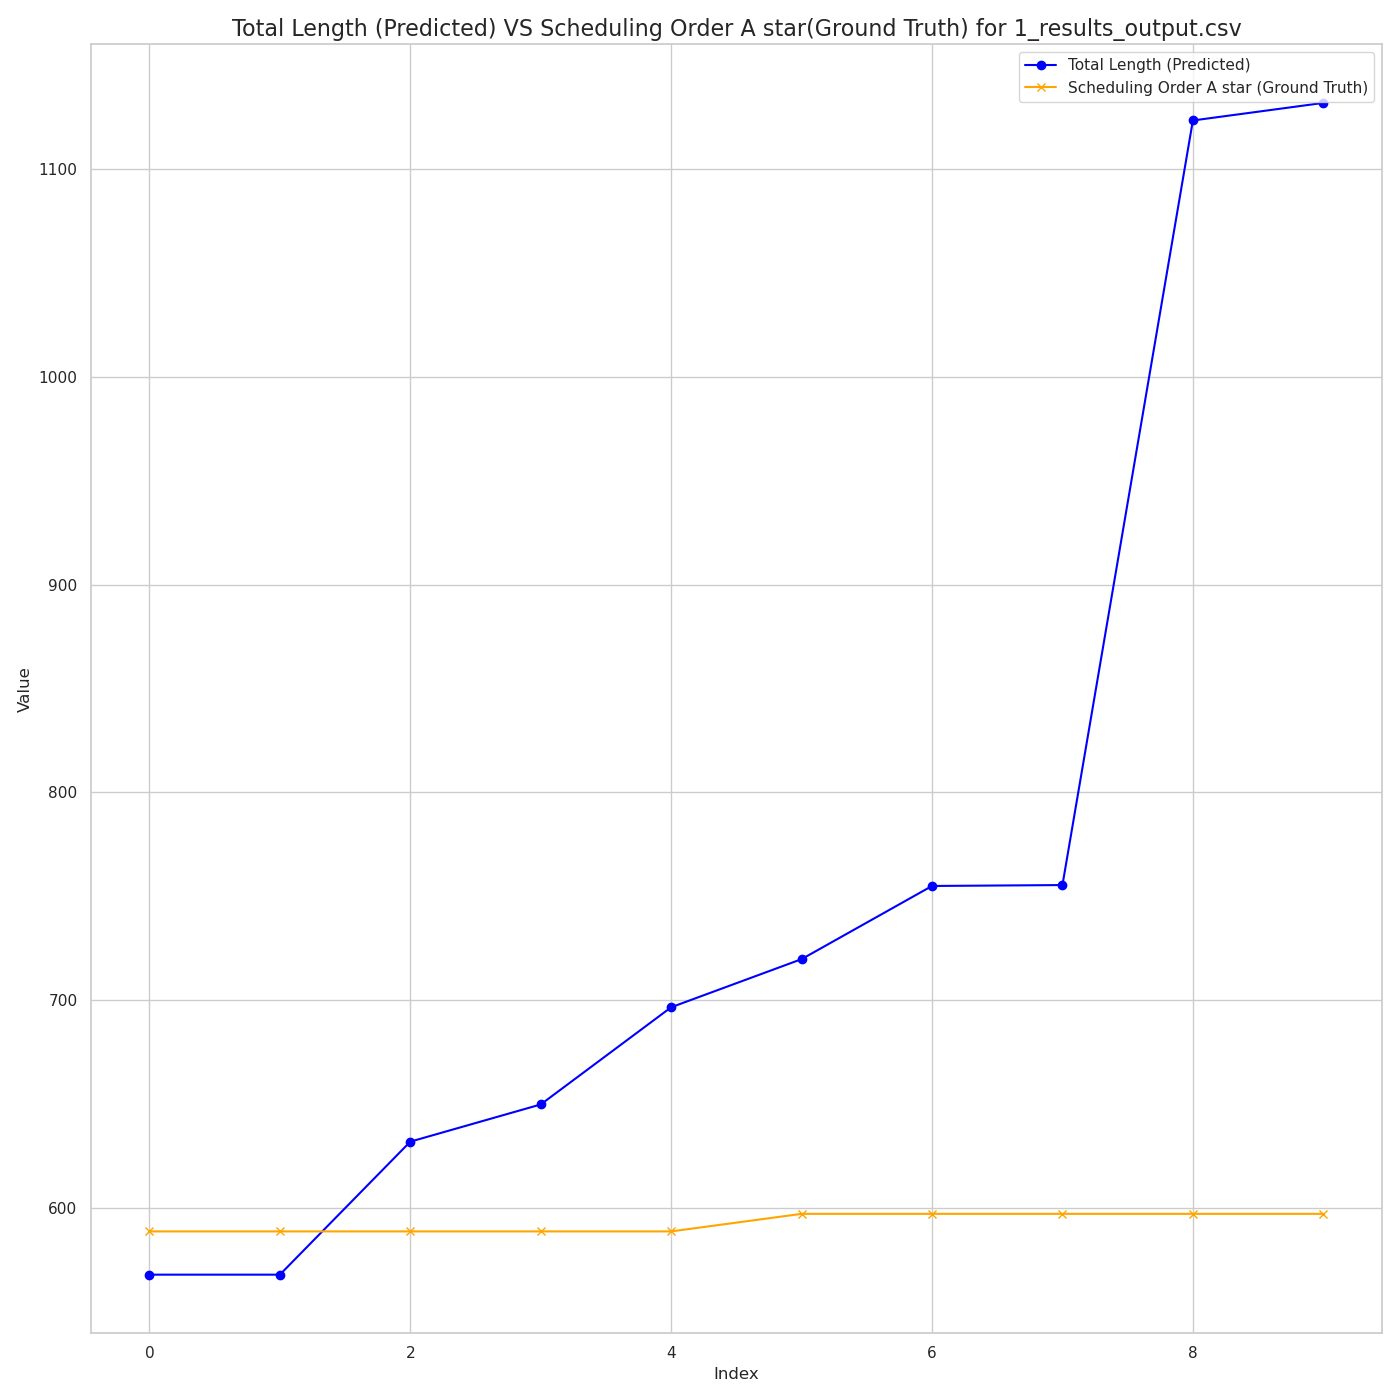 Total Length (Predicted) VS Scheduling Order A star(Ground Truth) for 1_results_output.csv
Total Length (Predicted)
Scheduling Order A star (Ground Truth)
1100
1000
900
800
700
600
Value
0 2 4 6 8
Index